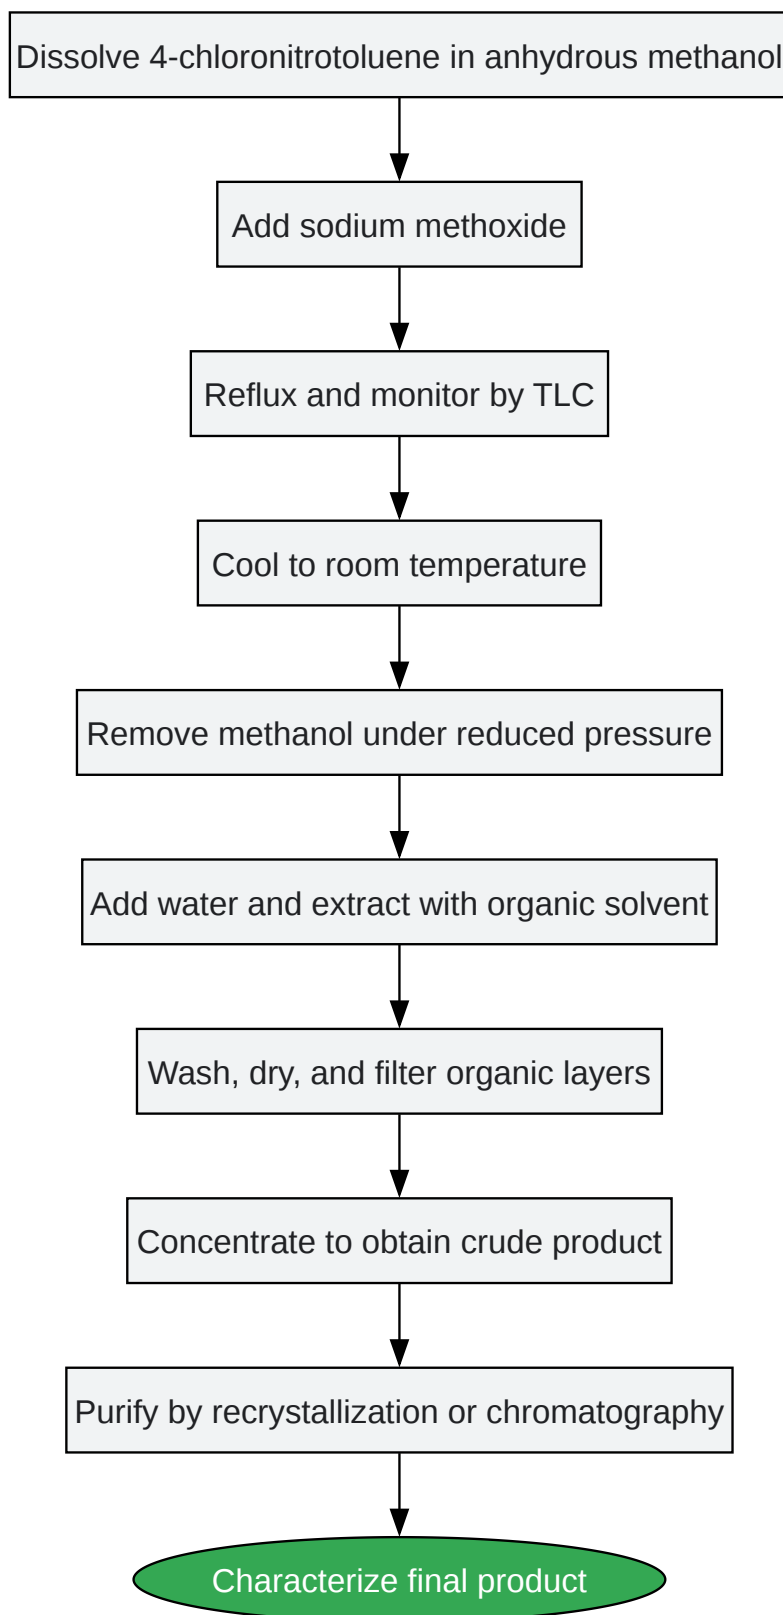 Dissolve 4-chloronitrotoluene in anhydrous methanol
Add sodium methoxide
Reflux and monitor by TLC
Cool to room temperature
Remove methanol under reduced pressure
Add water and extract with organic solvent
Wash, dry, and filter organic layers
Concentrate to obtain crude product
Purify by recrystallization or chromatography
Characterize final product